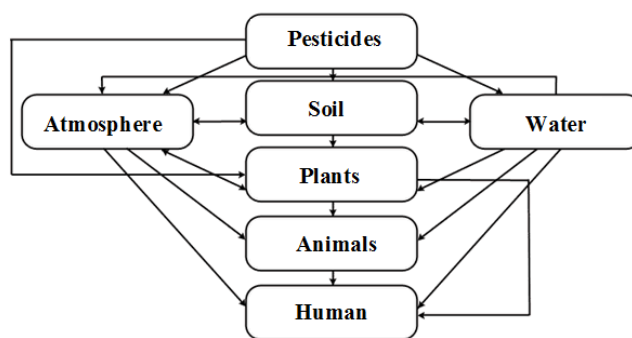 Pesticides
Soil
Atmosphere
Water
Plants
Animals
Human